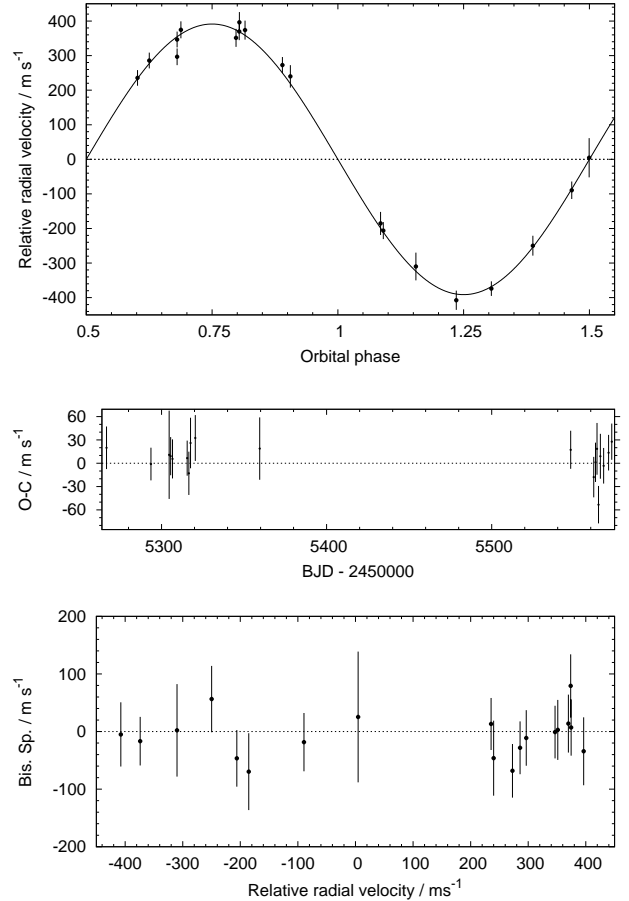 400
300
200
100
0
-100
-200
-300
-400
Relative radial velocity / m s-1
0.5 0.75 1 1.25 1.5
Orbital phase
60
30
0
-30
-60
O-C / m s-1
5300 5400 5500
BJD - 2450000
200
100
0
-100
-200
Bis. Sp. / m s-1
-400 -300 -200 -100 0 100 200 300 400
Relative radial velocity / ms-1